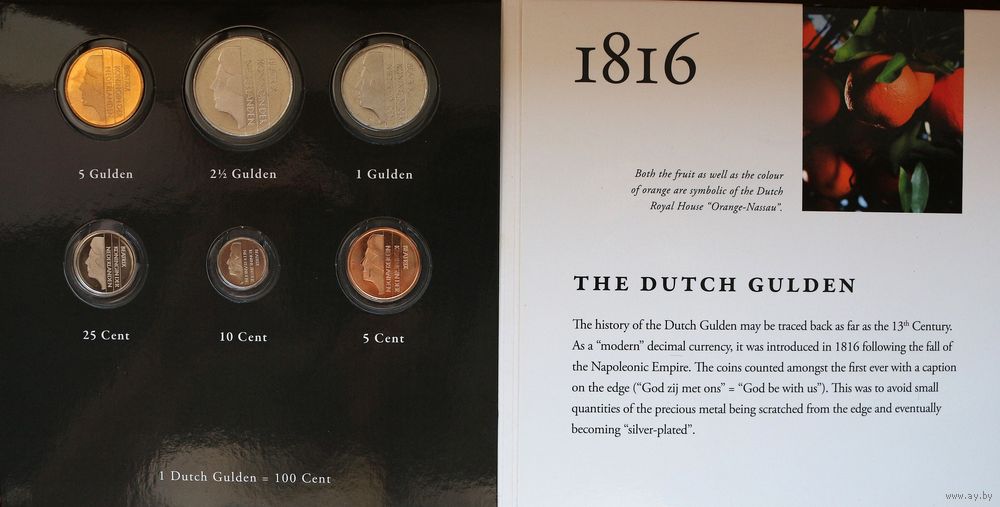 5 Gulden
2½ Gulden
1 Gulden
25 Cent
10 Cent
5 Cent
1 Dutch Gulden = 100 Cent
1816
Both the fruit as well as the colour
of orange are symbolic of the Dutch
Royal House “Orange-Nassau”.
THE DUTCH GULDEN
The history of the Dutch Gulden may be traced back as far as the 13th Century.
As a “modern” decimal currency, it was introduced in 1816 following the fall of
the Napoleonic Empire. The coins counted amongst the first ever with a caption
on the edge (“God zij met ons” = “God be with us”). This was to avoid small
quantities of the precious metal being scratched from the edge and eventually
becoming “silver-plated”.
www.ay.by